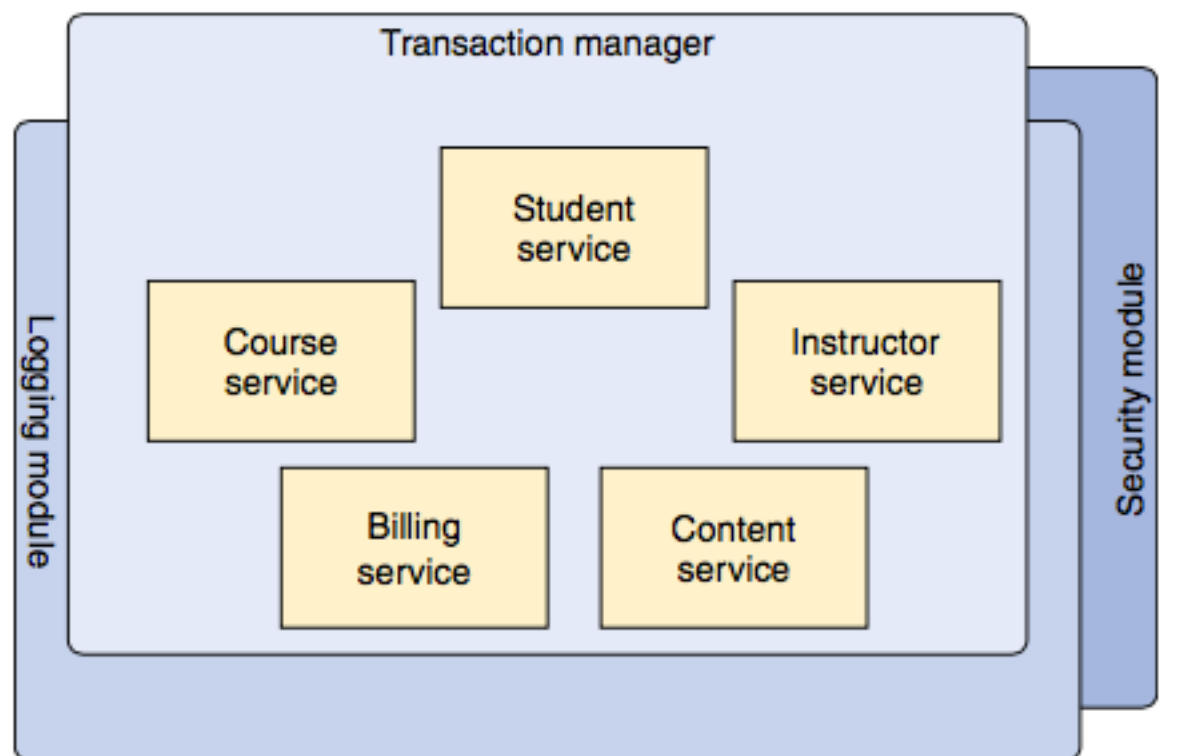 Transaction manager
Student
service
Course
service
Instructor
service
Billing
service
Content
service
Logging module
Security module